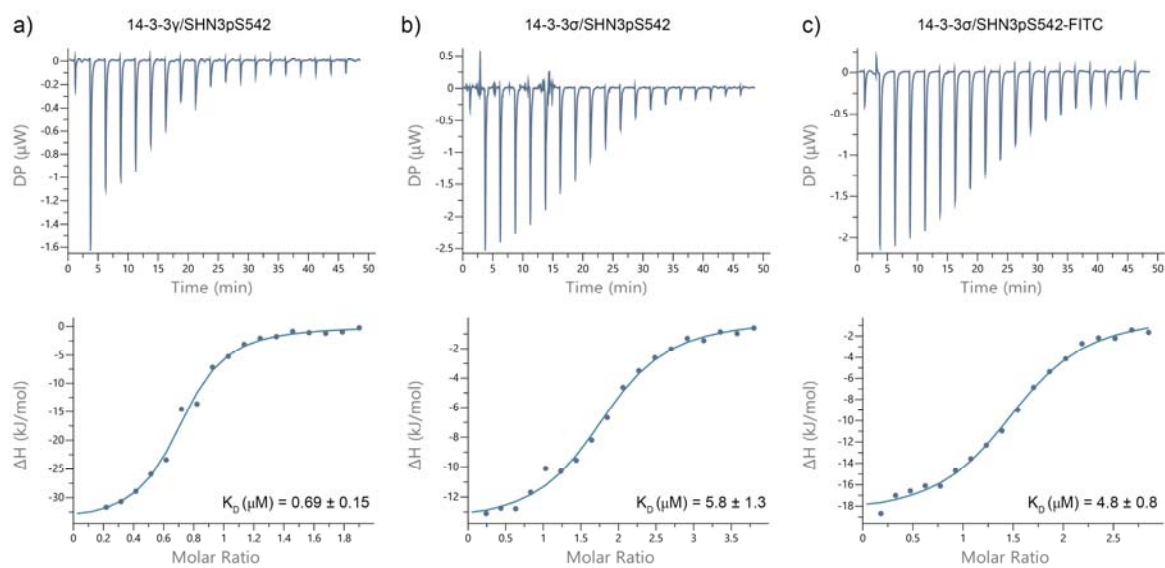 a) 14-3-3γ/SHN3pS542
0
-0.2
-0.4
-0.6
-0.8
-1
-1.2
-1.4
-1.6
DP (μW)
0 5 10 15 20 25 30 35 40 45 50
Time (min)
0
-5
-10
-15
-20
-25
-30
ΔH (kJ/mol)
K_D (μM) = 0.69 ± 0.15
0 0.2 0.4 0.6 0.8 1 1.2 1.4 1.6 1.8
Molar Ratio
b) 14-3-3σ/SHN3pS542
0.5
0
-0.5
-1
-1.5
-2
-2.5
DP (μW)
0 5 10 15 20 25 30 35 40 45 50
Time (min)
-2
-4
-6
-8
-10
-12
ΔH (kJ/mol)
K_D (μM) = 5.8 ± 1.3
0 0.5 1 1.5 2 2.5 3 3.5
Molar Ratio
c) 14-3-3σ/SHN3pS542-FITC
0
-0.5
-1
-1.5
-2
DP (μW)
0 5 10 15 20 25 30 35 40 45 50
Time (min)
-2
-4
-6
-8
-10
-12
-14
-16
-18
ΔH (kJ/mol)
K_D (μM) = 4.8 ± 0.8
0 0.5 1 1.5 2 2.5
Molar Ratio